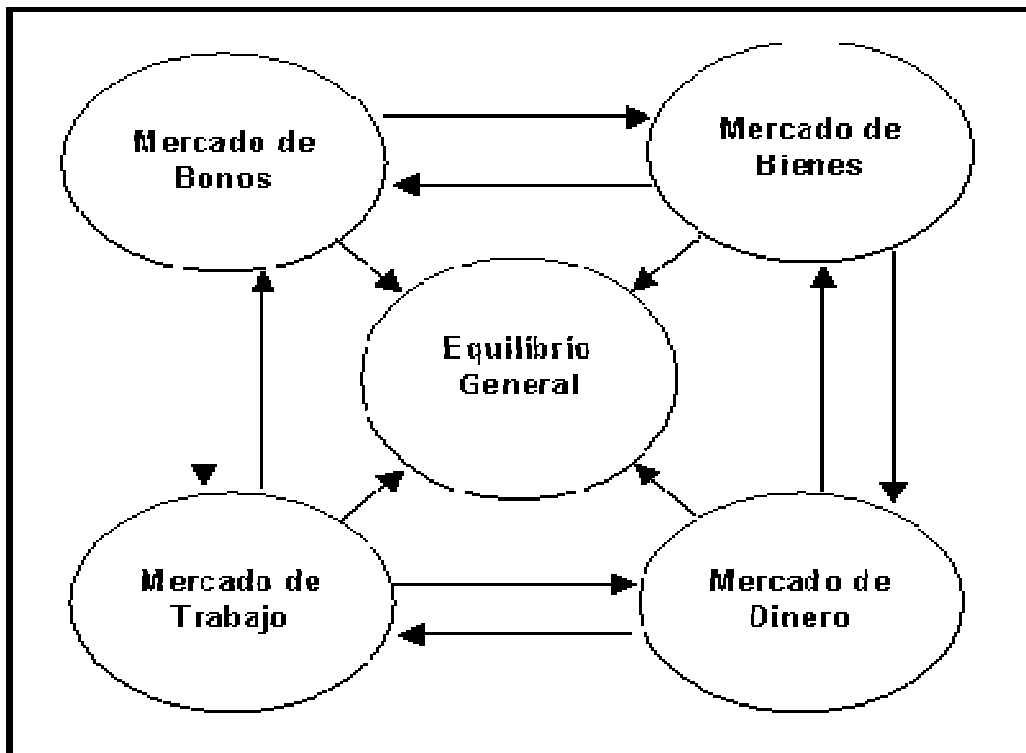 Mercado de
Bonos
Mercado de
Bienes
Equilibrio
General
Mercado de
Trabajo
Mercado de
Dinero